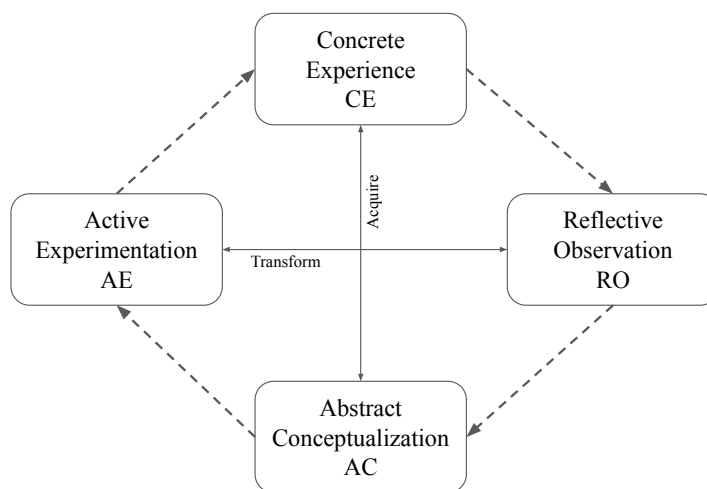 Concrete
Experience
CE
Acquire
Active
Experimentation
AE
Transform
Reflective
Observation
RO
Abstract
Conceptualization
AC